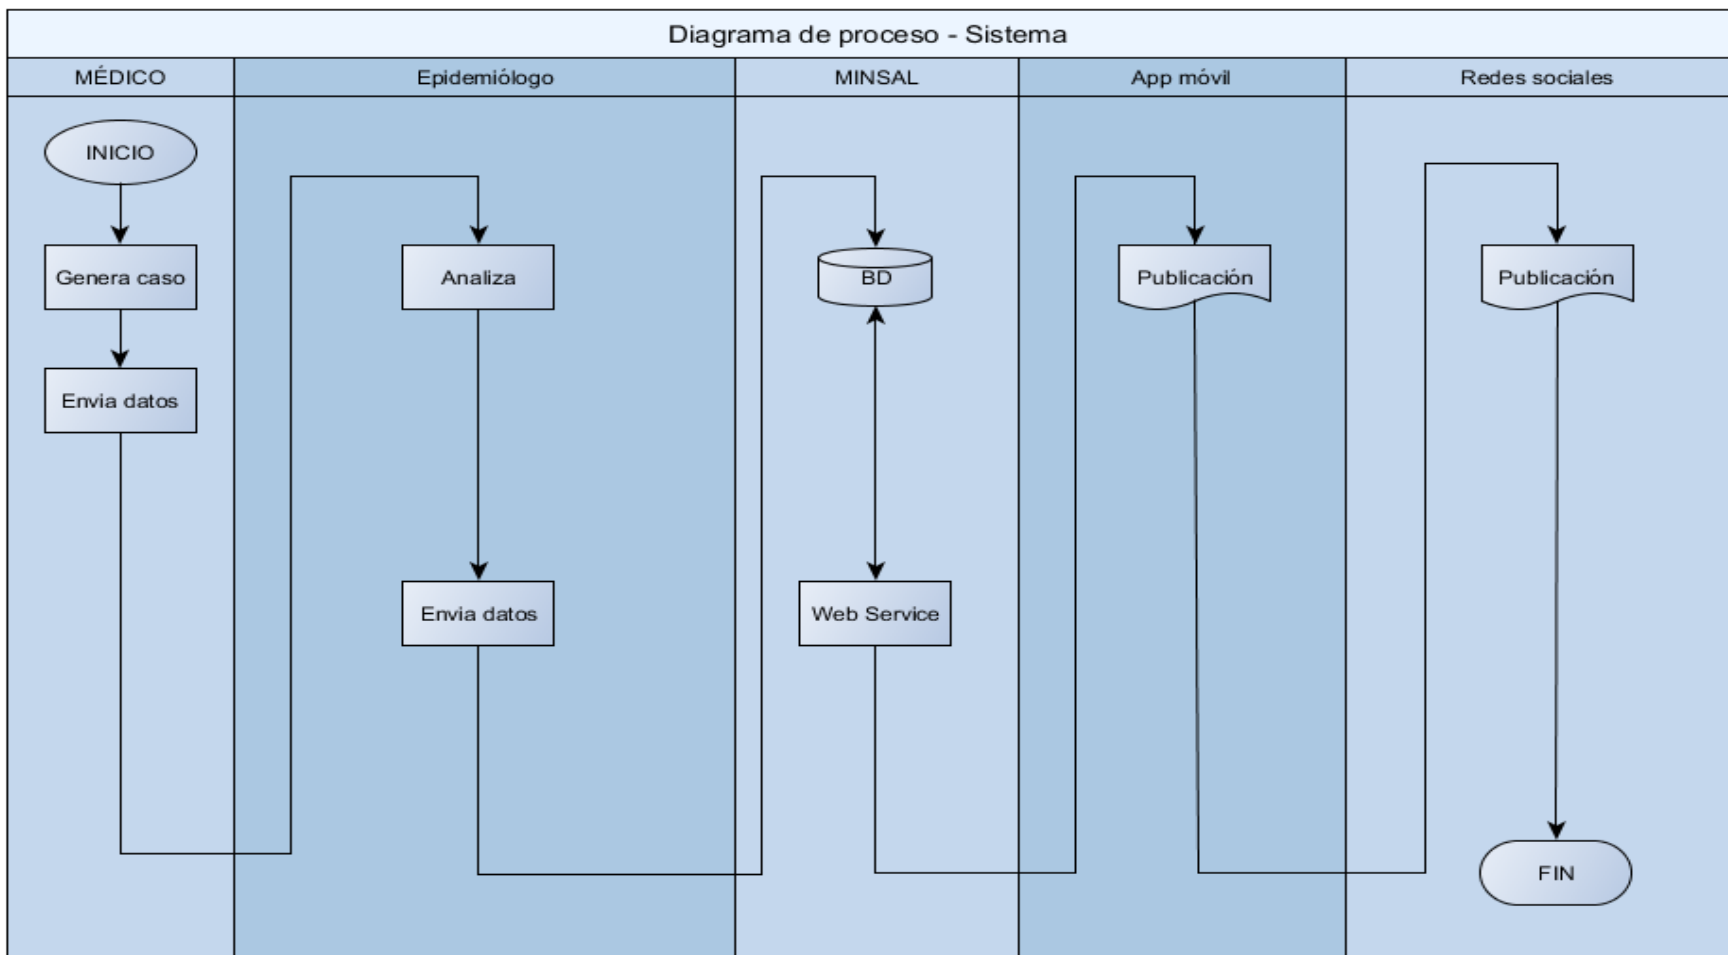 Diagrama de proceso - Sistema
MÉDICO
Epidemiólogo
MINSAL
App móvil
Redes sociales
INICIO
Genera caso
Envia datos
Analiza
Envia datos
BD
Web Service
Publicación
Publicación
FIN